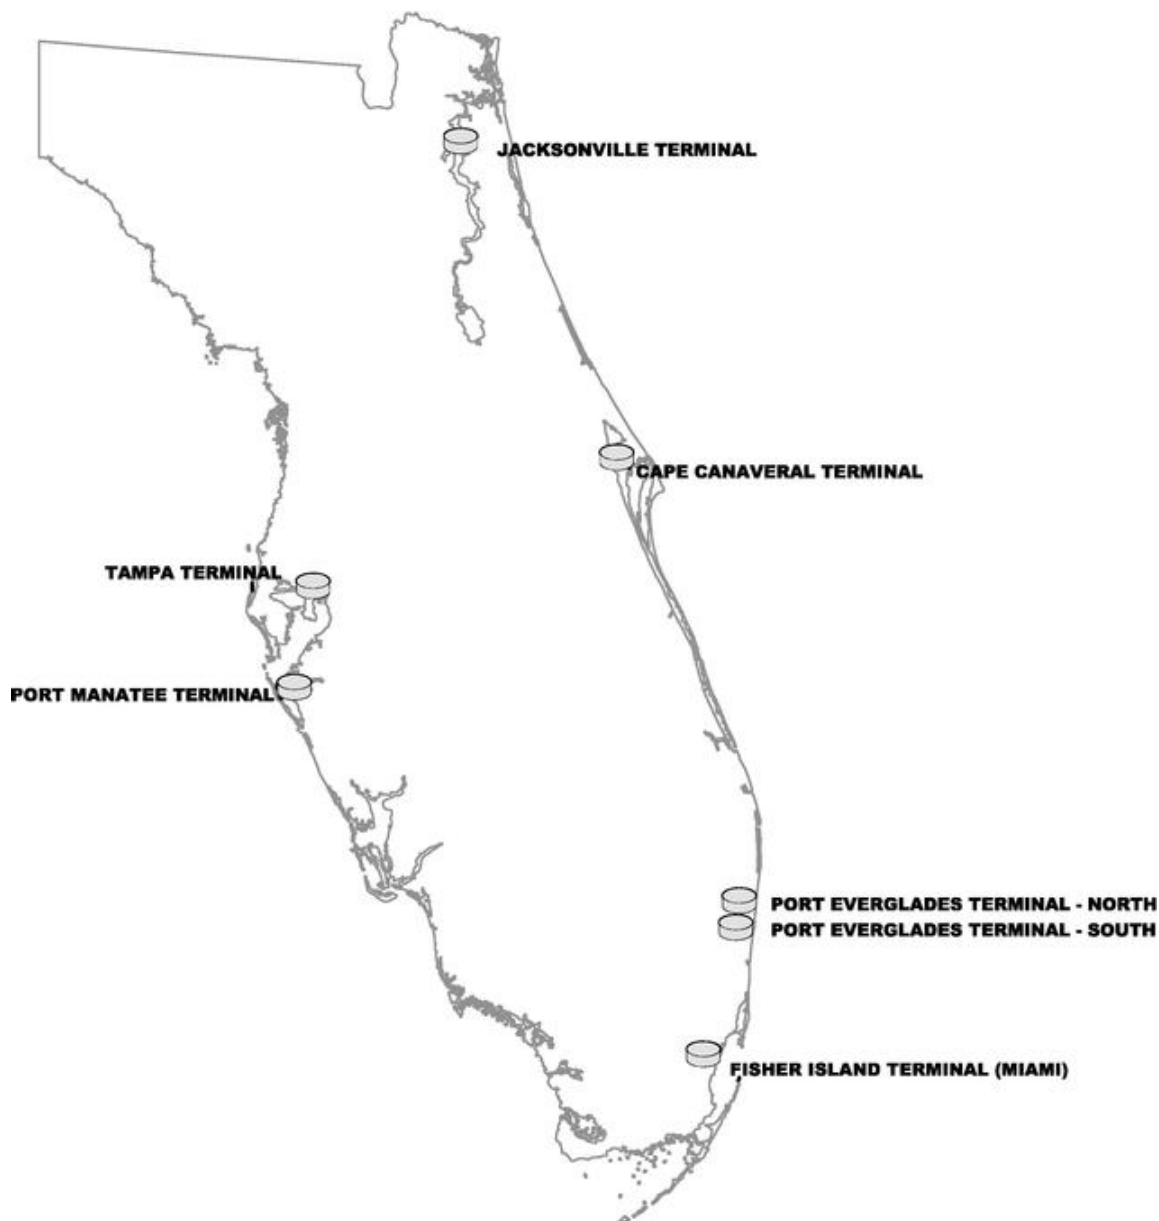 JACKSONVILLE TERMINAL
CAPE CANAVERAL TERMINAL
TAMPA TERMINAL
PORT MANATEE TERMINAL
PORT EVERGLADES TERMINAL - NORTH
PORT EVERGLADES TERMINAL - SOUTH
FISHER ISLAND TERMINAL (MIAMI)